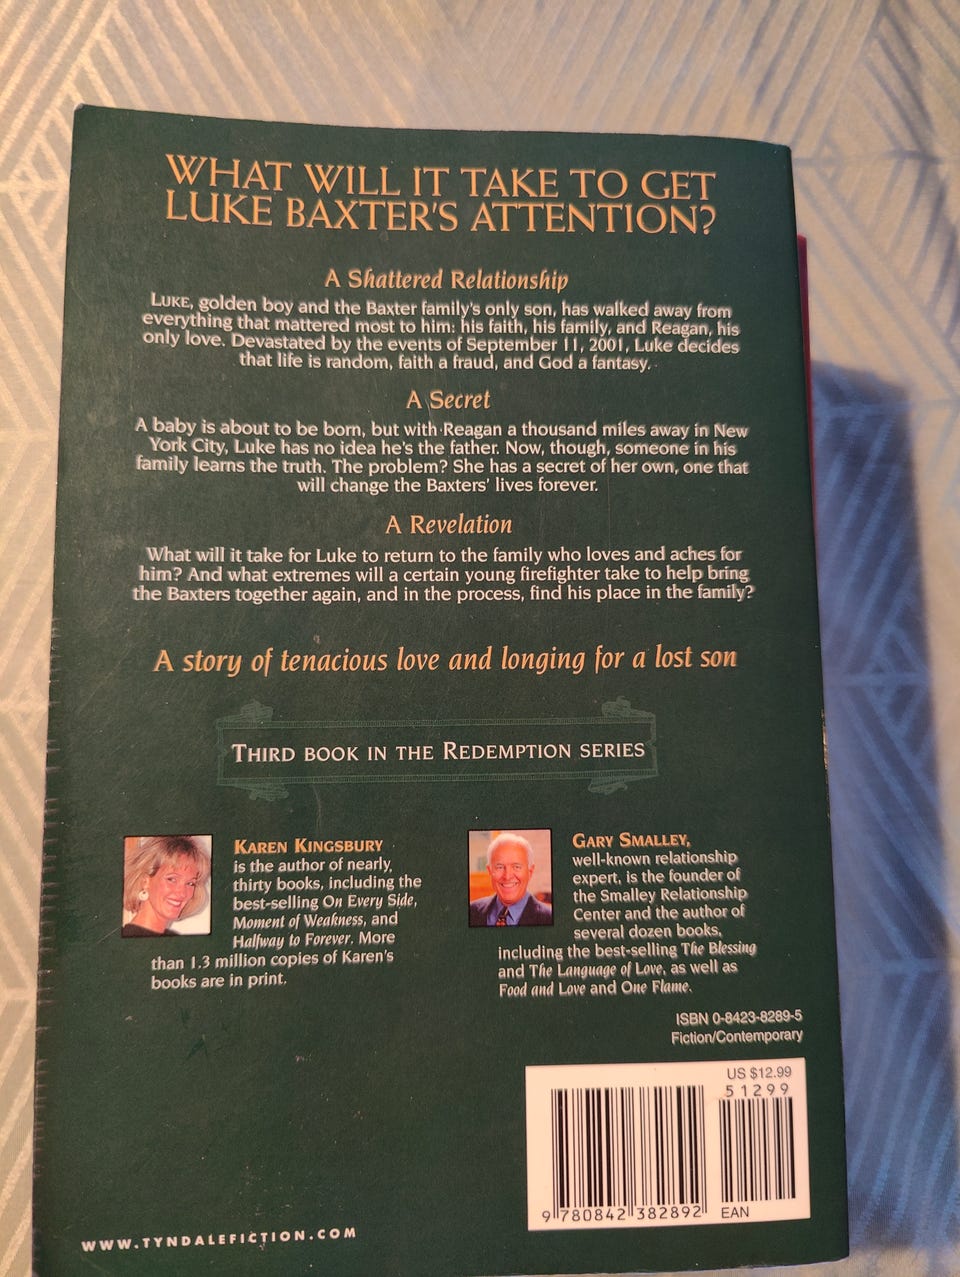 WHAT WILL IT TAKE TO GET
LUKE BAXTER'S ATTENTION?
A Shattered Relationship
LUKE, golden boy and the Baxter family's only son, has walked away from
everything that mattered most to him: his faith, his family, and Reagan, his
only love. Devastated by the events of September 11, 2001, Luke decides
that life is random, faith a fraud, and God a fantasy.
A Secret
A baby is about to be born, but with Reagan a thousand miles away in New
York City, Luke has no idea he's the father. Now, though, someone in his
family learns the truth. The problem? She has a secret of her own, one that
will change the Baxters' lives forever.
A Revelation
What will it take for Luke to return to the family who loves and aches for
him? And what extremes will a certain young firefighter take to help bring
the Baxters together again, and in the process, find his place in the family?
A story of tenacious love and longing for a lost son
THIRD BOOK IN THE REDEMPTION SERIES
KAREN KINGSBURY
is the author of nearly
thirty books, including the
best-selling On Every Side,
Moment of Weakness, and
Halfway to Forever. More
than 1.3 million copies of Karen's
books are in print.
GARY SMALLEY,
well-known relationship
expert, is the founder of
the Smalley Relationship
Center and the author of
several dozen books,
including the best-selling The Blessing
and The Language of Love, as well as
Food and Love and One Flame.
ISBN 0-8423-8289-5
Fiction/Contemporary
US $12.99
51299
9 780842 382892
EAN
WWW.TYNDALEFICTION.COM